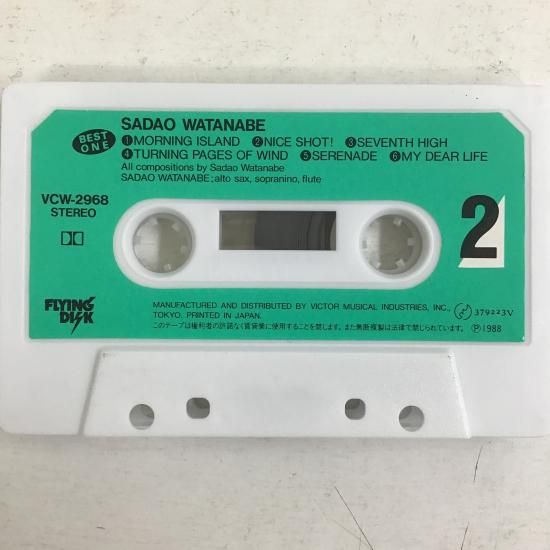 BEST ONE
SADAO WATANABE
❶MORNING ISLAND ❷NICE SHOT! ❸SEVENTH HIGH
❹TURNING PAGES OF WIND ❺SERENADE ❻MY DEAR LIFE
All compositions by Sadao Watanabe
SADAO WATANABE;alto sax, sopranino, flute
VCW-2968
STEREO
2
FLYING DISK
MANUFACTURED AND DISTRIBUTED BY VICTOR MUSICAL INDUSTRIES, INC.,
TOKYO. PRINTED IN JAPAN.
379223V
このテープは権利者の許諾なく賃貸業に使用することを禁じます。また無断複製は法律で禁じられています。
Ⓟ1988